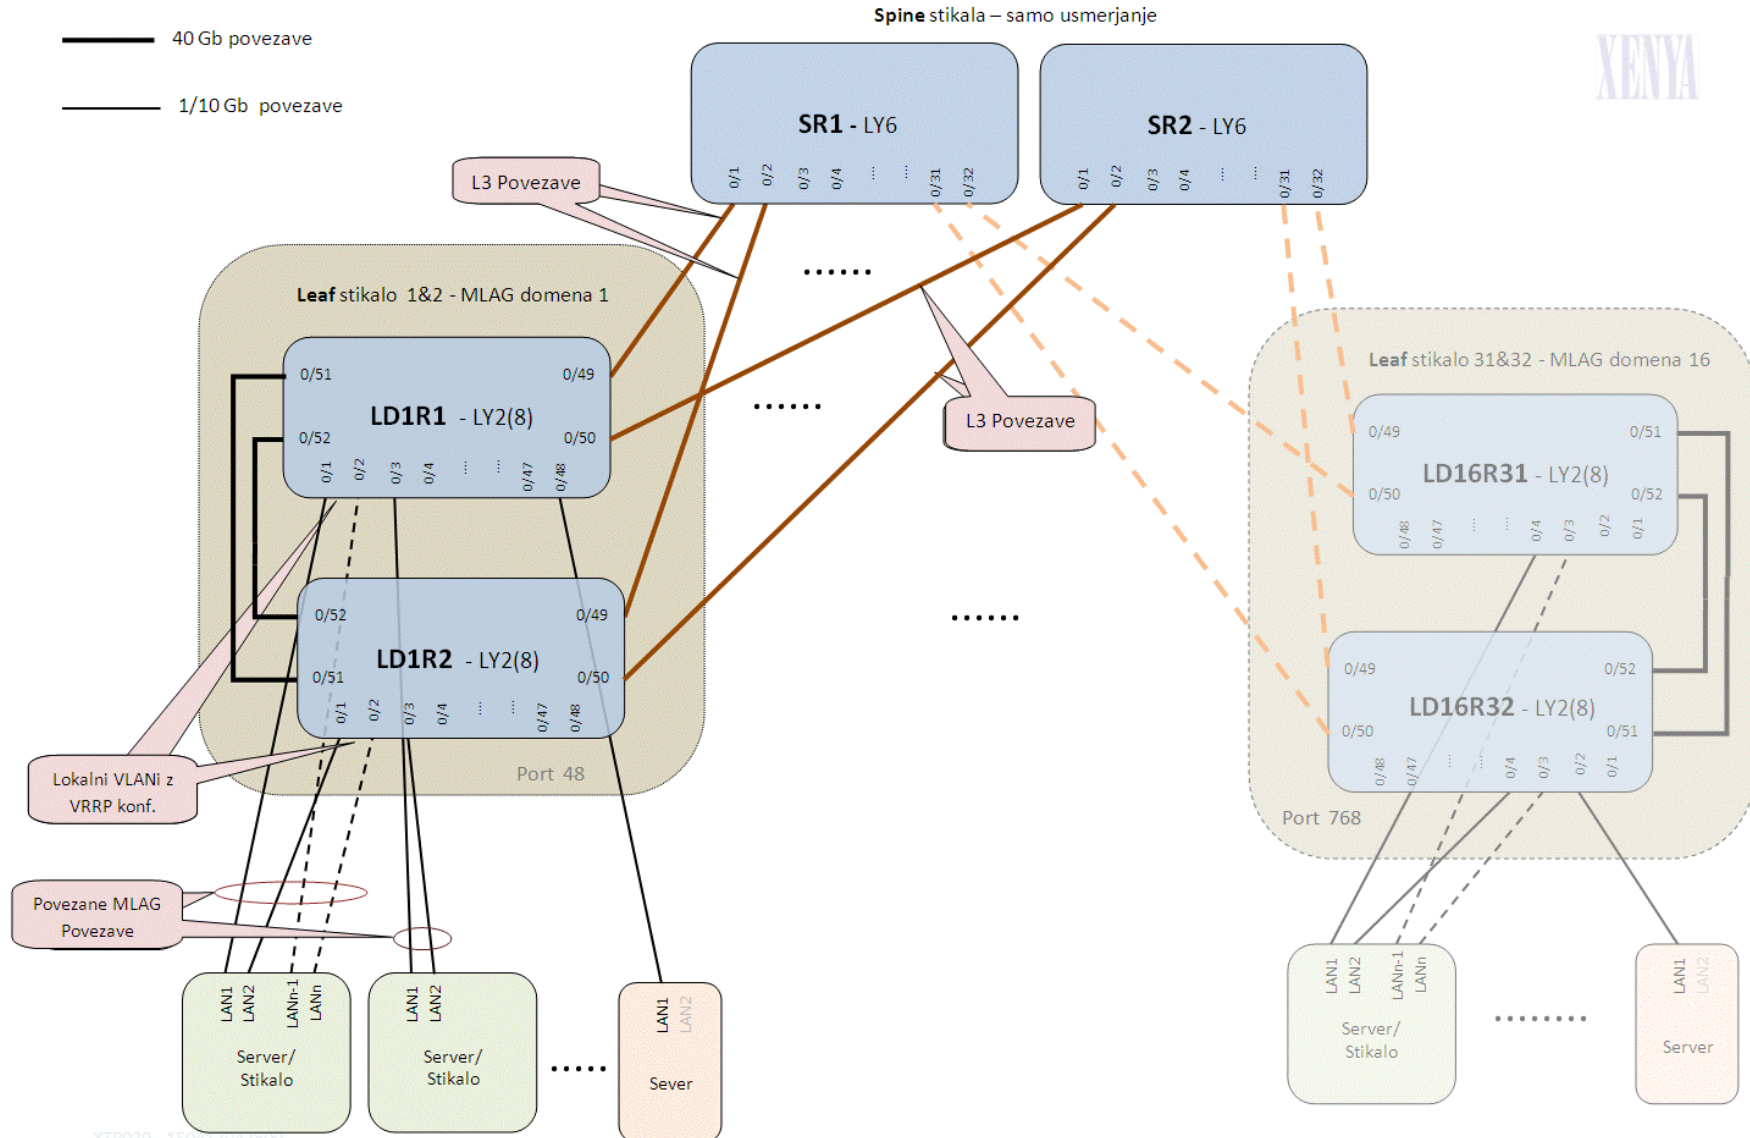 Spine stikala – samo usmerjanje
40 Gb povezave
1/10 Gb povezave
XENYA
SR1 - LY6
0/1 0/2 0/3 0/4 .... .... 0/31 0/32
SR2 - LY6
0/1 0/2 0/3 0/4 .... .... 0/31 0/32
L3 Povezave
......
Leaf stikalo 1&2 - MLAG domena 1
0/51 0/49
LD1R1 - LY2(8)
0/52 0/50
0/1 0/2 0/3 0/4 .... .... 0/47 0/48
......
L3 Povezave
0/52 0/49
LD1R2 - LY2(8)
0/51 0/50
0/1 0/2 0/3 0/4 .... .... 0/47 0/48
......
Port 48
Lokalni VLANi z
VRRP konf.
Povezane MLAG
Povezave
LAN1 LAN2 LANn-1 LANn
Server/
Stikalo
LAN1 LAN2
Server/
Stikalo
.....
LAN1 LAN2
Sever
Leaf stikalo 31&32 - MLAG domena 16
0/49 0/51
LD16R31 - LY2(8)
0/50 0/52
0/48 0/47 .... .... 0/4 0/3 0/2 0/1
0/49 0/52
LD16R32 - LY2(8)
0/50 0/51
0/48 0/47 .... .... 0/4 0/3 0/2 0/1
Port 768
LAN1 LAN2 LANn-1 LANn
Server/
Stikalo
........
LAN1 LAN2
Server